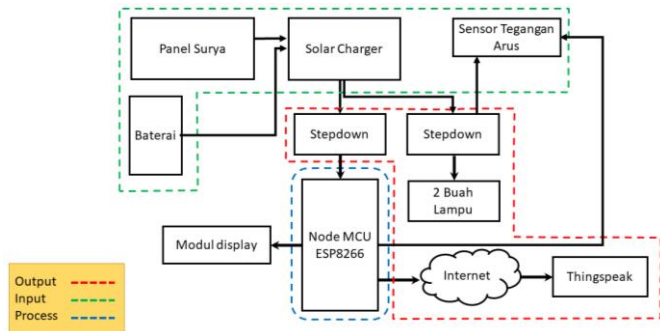 Panel Surya
Solar Charger
Sensor Tegangan
Arus
Baterai
Stepdown
Stepdown
2 Buah
Lampu
Node MCU
ESP8266
Modul display
Internet
Thingspeak
Output
Input
Process